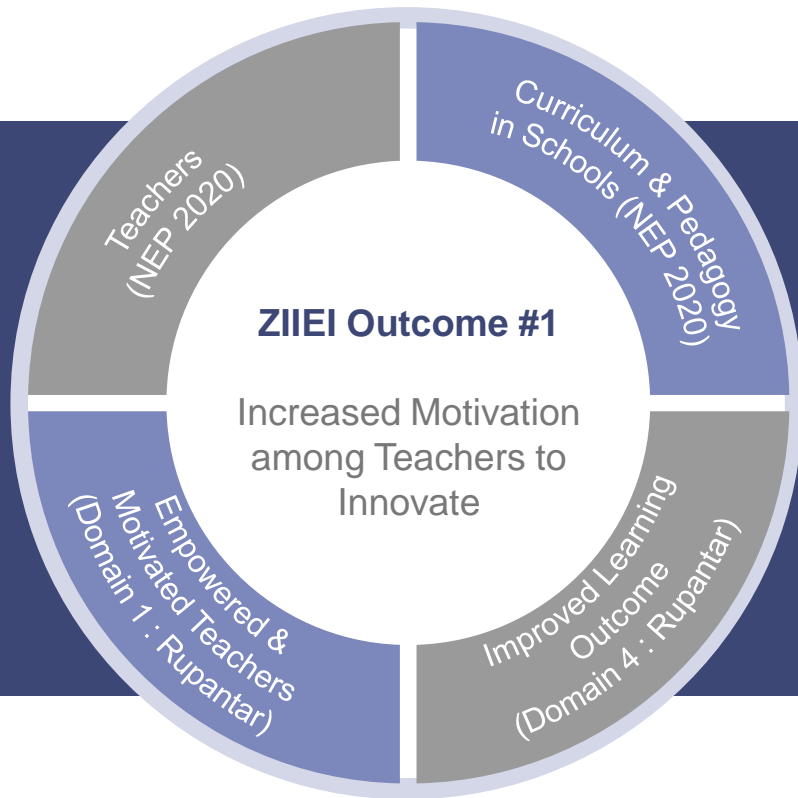 Teachers
(NEP 2020)
Curriculum & Pedagogy
in Schools (NEP 2020)
ZIIEI Outcome #1
Increased Motivation
among Teachers to
Innovate
Empowered &
Motivated Teachers
(Domain 1 : Rupantar)
Improved Learning
Outcome
(Domain 4 : Rupantar)